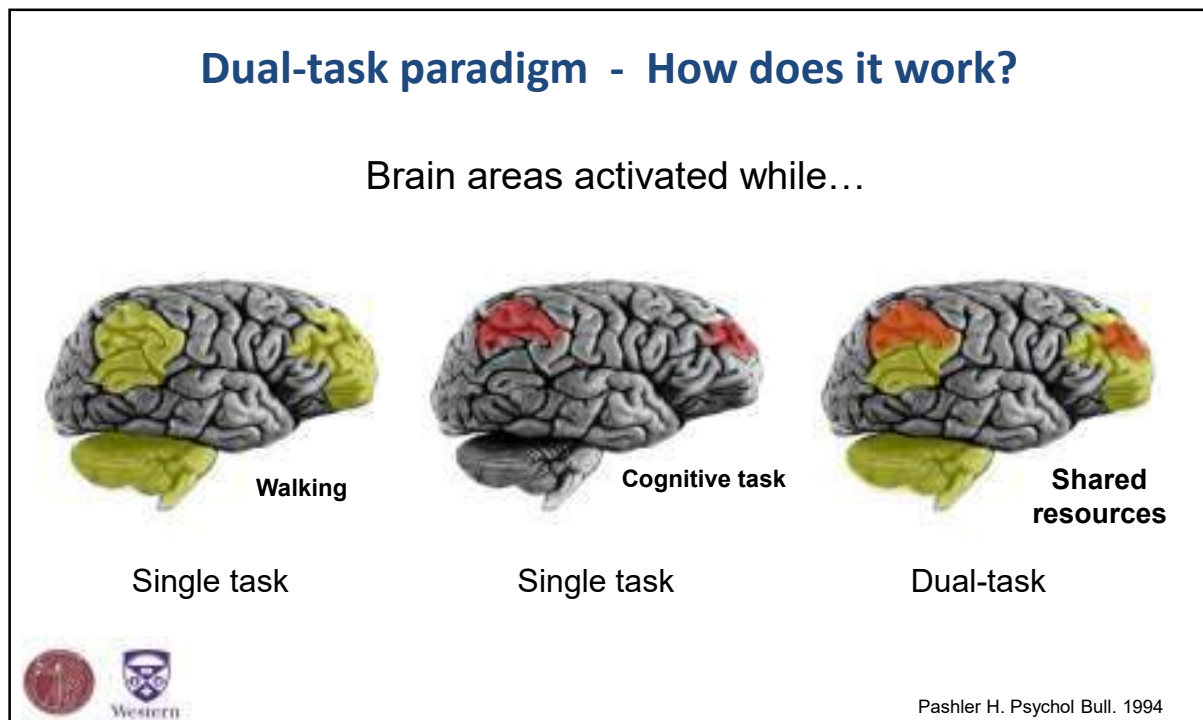 Dual-task paradigm - How does it work?
Brain areas activated while…
Walking
Cognitive task
Shared
resources
Single task
Single task
Dual-task
Western
Pashler H. Psychol Bull. 1994